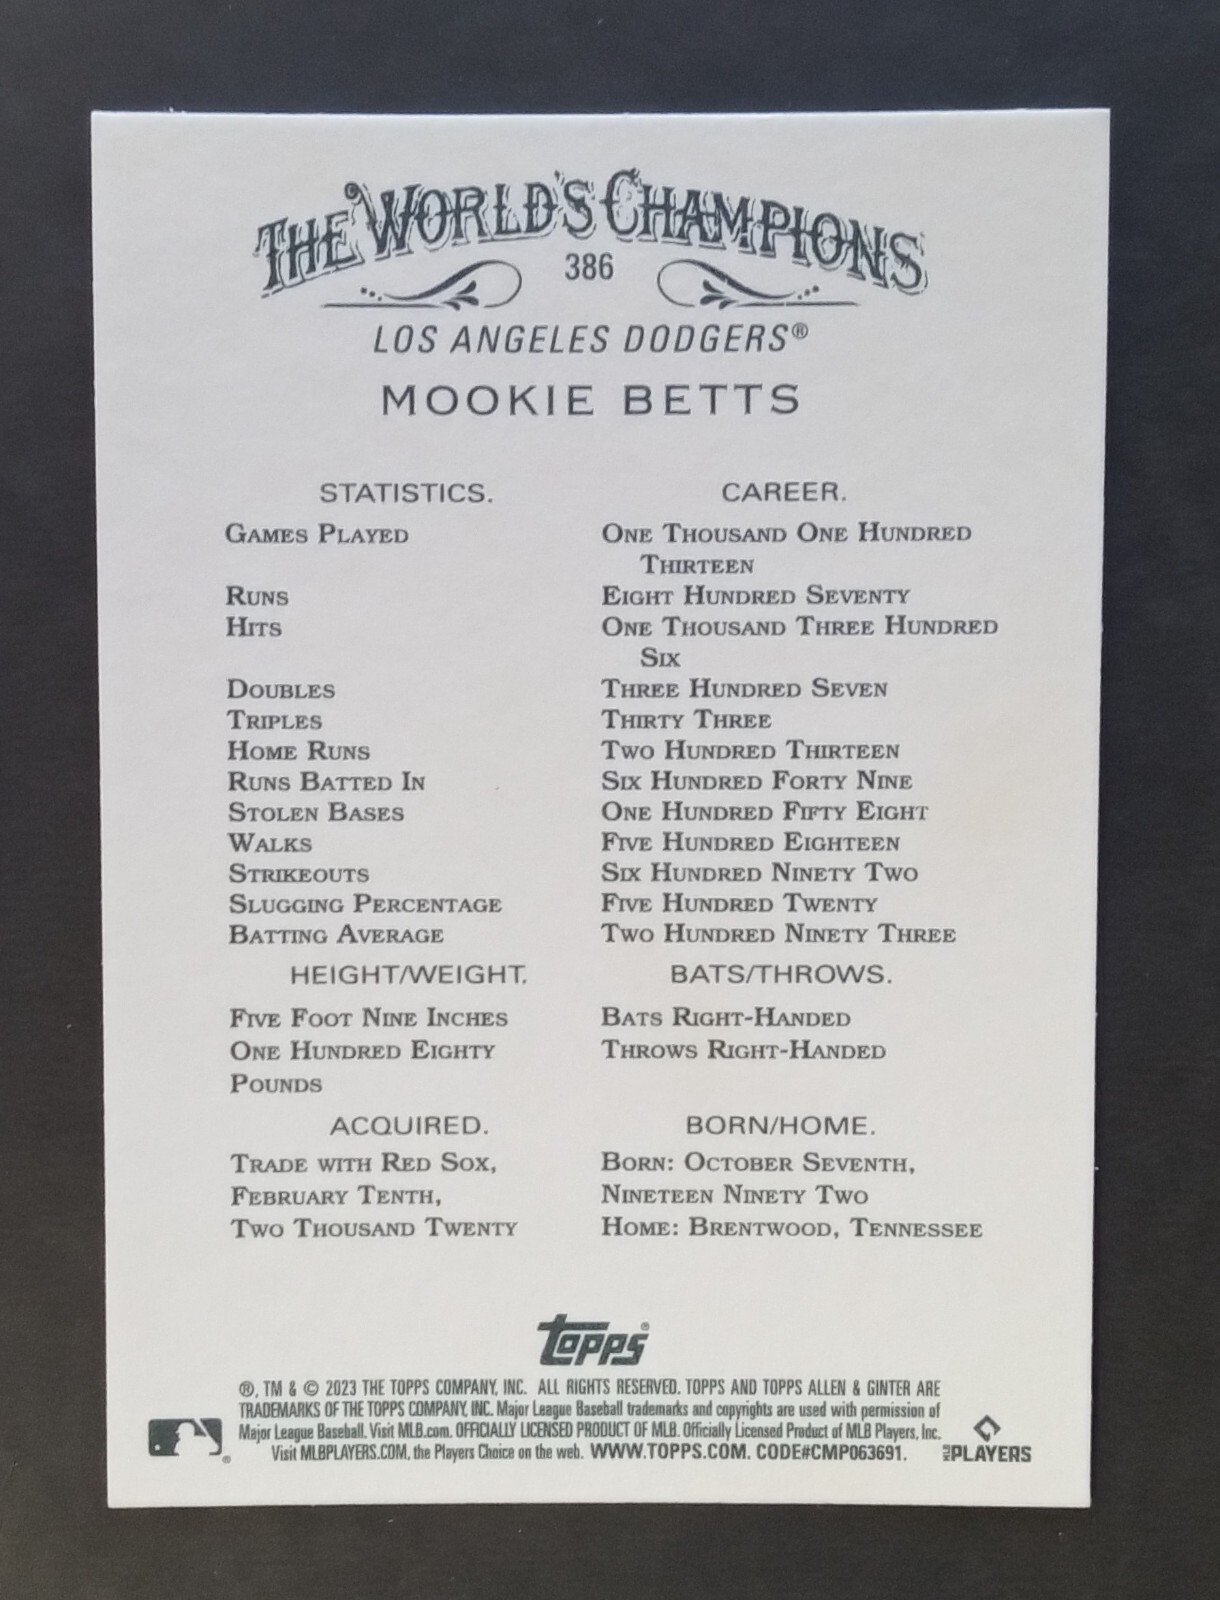 THE WORLD'S CHAMPIONS
386
LOS ANGELES DODGERS®
MOOKIE BETTS
STATISTICS. CAREER.
GAMES PLAYED ONE THOUSAND ONE HUNDRED
THIRTEEN
RUNS EIGHT HUNDRED SEVENTY
HITS ONE THOUSAND THREE HUNDRED
SIX
DOUBLES THREE HUNDRED SEVEN
TRIPLES THIRTY THREE
HOME RUNS TWO HUNDRED THIRTEEN
RUNS BATTED IN SIX HUNDRED FORTY NINE
STOLEN BASES ONE HUNDRED FIFTY EIGHT
WALKS FIVE HUNDRED EIGHTEEN
STRIKEOUTS SIX HUNDRED NINETY TWO
SLUGGING PERCENTAGE FIVE HUNDRED TWENTY
BATTING AVERAGE TWO HUNDRED NINETY THREE
HEIGHT/WEIGHT. BATS/THROWS.
FIVE FOOT NINE INCHES BATS RIGHT-HANDED
ONE HUNDRED EIGHTY THROWS RIGHT-HANDED
POUNDS
ACQUIRED. BORN/HOME.
TRADE WITH RED SOX, BORN: OCTOBER SEVENTH,
FEBRUARY TENTH, NINETEEN NINETY TWO
TWO THOUSAND TWENTY HOME: BRENTWOOD, TENNESSEE
topps®
®, TM & © 2023 THE TOPPS COMPANY, INC. ALL RIGHTS RESERVED. TOPPS AND TOPPS ALLEN & GINTER ARE
TRADEMARKS OF THE TOPPS COMPANY, INC. Major League Baseball trademarks and copyrights are used with permission of
Major League Baseball. Visit MLB.com. OFFICIALLY LICENSED PRODUCT OF MLB. Officially Licensed Product of MLB Players, Inc.
Visit MLBPLAYERS.COM, the Players Choice on the web. WWW.TOPPS.COM. CODE#CMP063691.
MLB PLAYERS